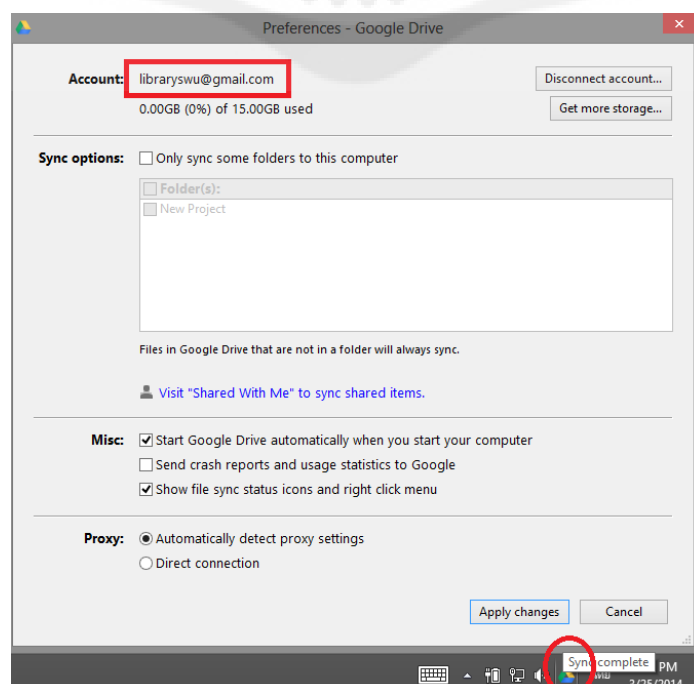 Preferences - Google Drive
Account: libraryswu@gmail.com Disconnect account...
0.00GB (0%) of 15.00GB used Get more storage...
Sync options: Only sync some folders to this computer
Folder(s):
New Project
Files in Google Drive that are not in a folder will always sync.
Visit "Shared With Me" to sync shared items.
Misc: Start Google Drive automatically when you start your computer
Send crash reports and usage statistics to Google
Show file sync status icons and right click menu
Proxy: Automatically detect proxy settings
Direct connection
Apply changes Cancel
Sync complete PM